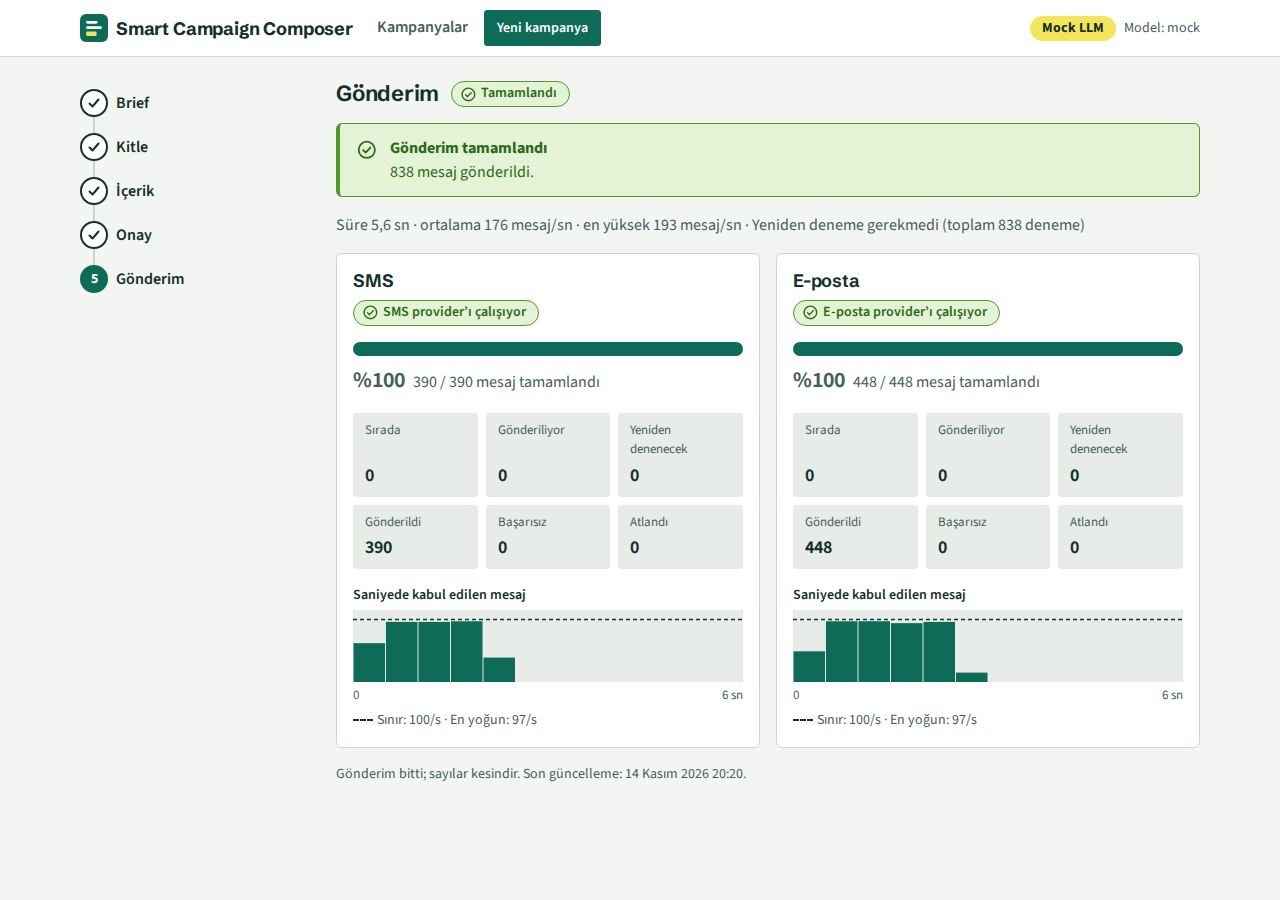 Smart Campaign Composer
Kampanyalar
Yeni kampanya
Mock LLM
Model: mock
Brief
Kitle
İçerik
Onay
5 Gönderim
Gönderim
Tamamlandı
Gönderim tamamlandı
838 mesaj gönderildi.
Süre 5,6 sn · ortalama 176 mesaj/sn · en yüksek 193 mesaj/sn · Yeniden deneme gerekmedi (toplam 838 deneme)
SMS
SMS provider’ı çalışıyor
%100 390 / 390 mesaj tamamlandı
Sırada
Gönderiliyor
Yeniden
denenecek
0
0
0
Gönderildi
Başarısız
Atlandı
390
0
0
Saniyede kabul edilen mesaj
0
6 sn
Sınır: 100/s · En yoğun: 97/s
E-posta
E-posta provider’ı çalışıyor
%100 448 / 448 mesaj tamamlandı
Sırada
Gönderiliyor
Yeniden
denenecek
0
0
0
Gönderildi
Başarısız
Atlandı
448
0
0
Saniyede kabul edilen mesaj
0
6 sn
Sınır: 100/s · En yoğun: 97/s
Gönderim bitti; sayılar kesindir. Son güncelleme: 14 Kasım 2026 20:20.